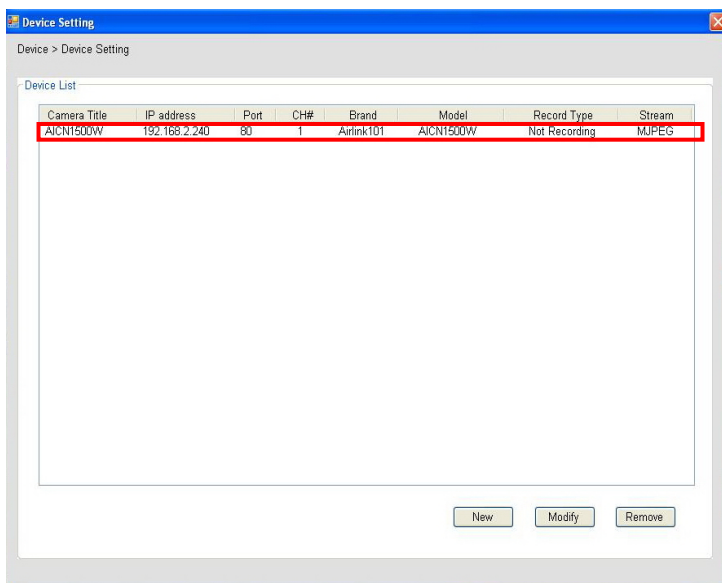 Device Setting
Device > Device Setting
Device List
Camera Title IP address Port CH# Brand Model Record Type Stream
AICN1500W 192.168.2.240 80 1 Airlink101 AICN1500W Not Recording MJPEG
New Modify Remove